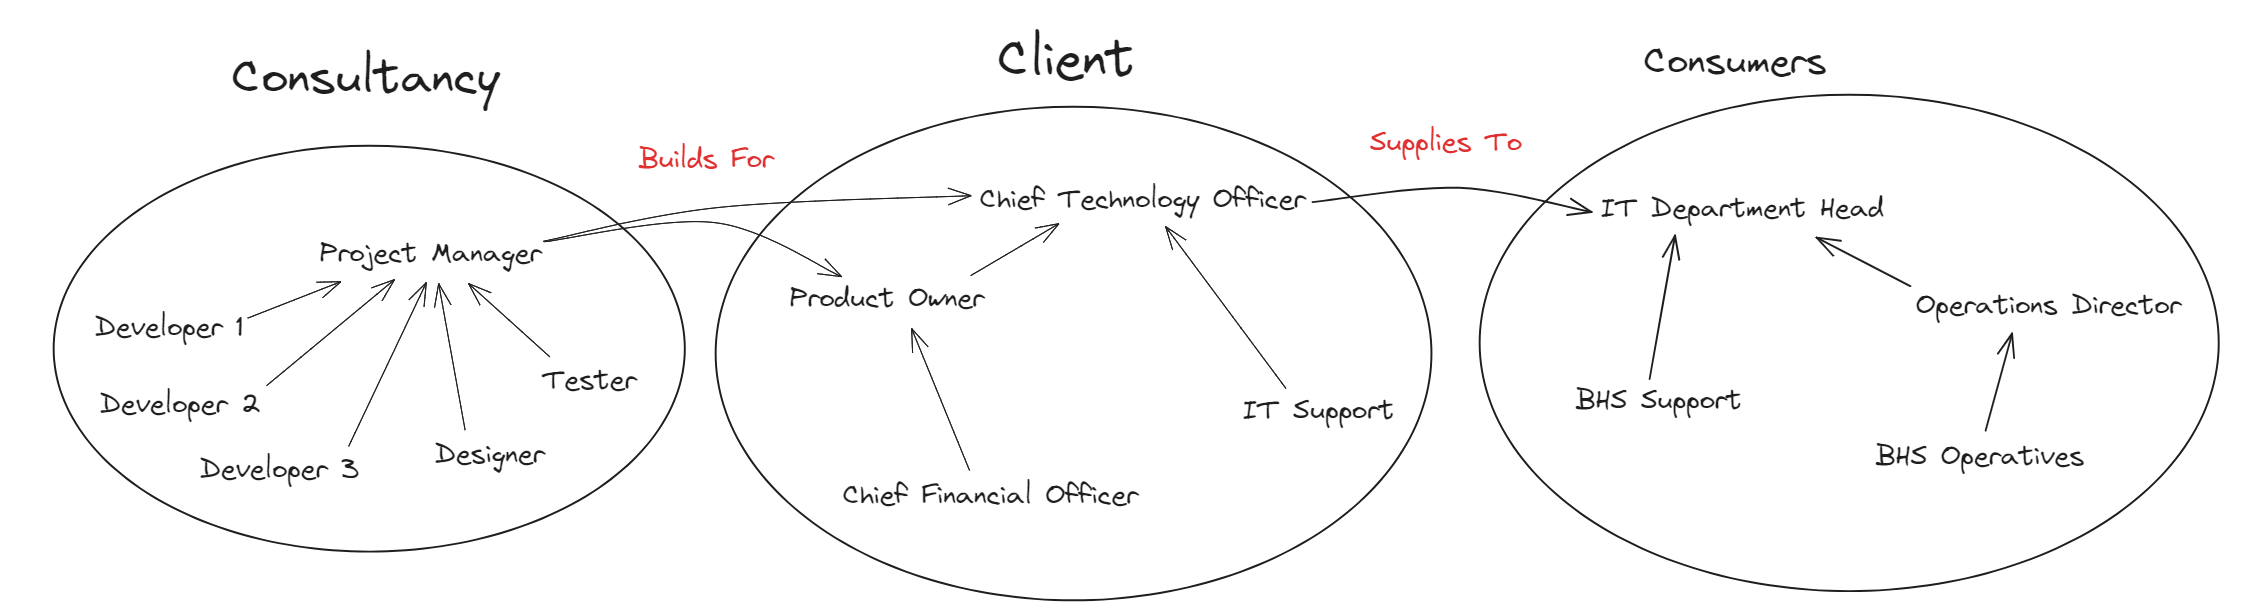 Consultancy
Client
Consumers
Builds For
Supplies To
Project Manager
Developer 1
Developer 2
Developer 3
Designer
Tester
Chief Technology Officer
Product Owner
IT Support
Chief Financial Officer
IT Department Head
Operations Director
BHS Support
BHS Operatives